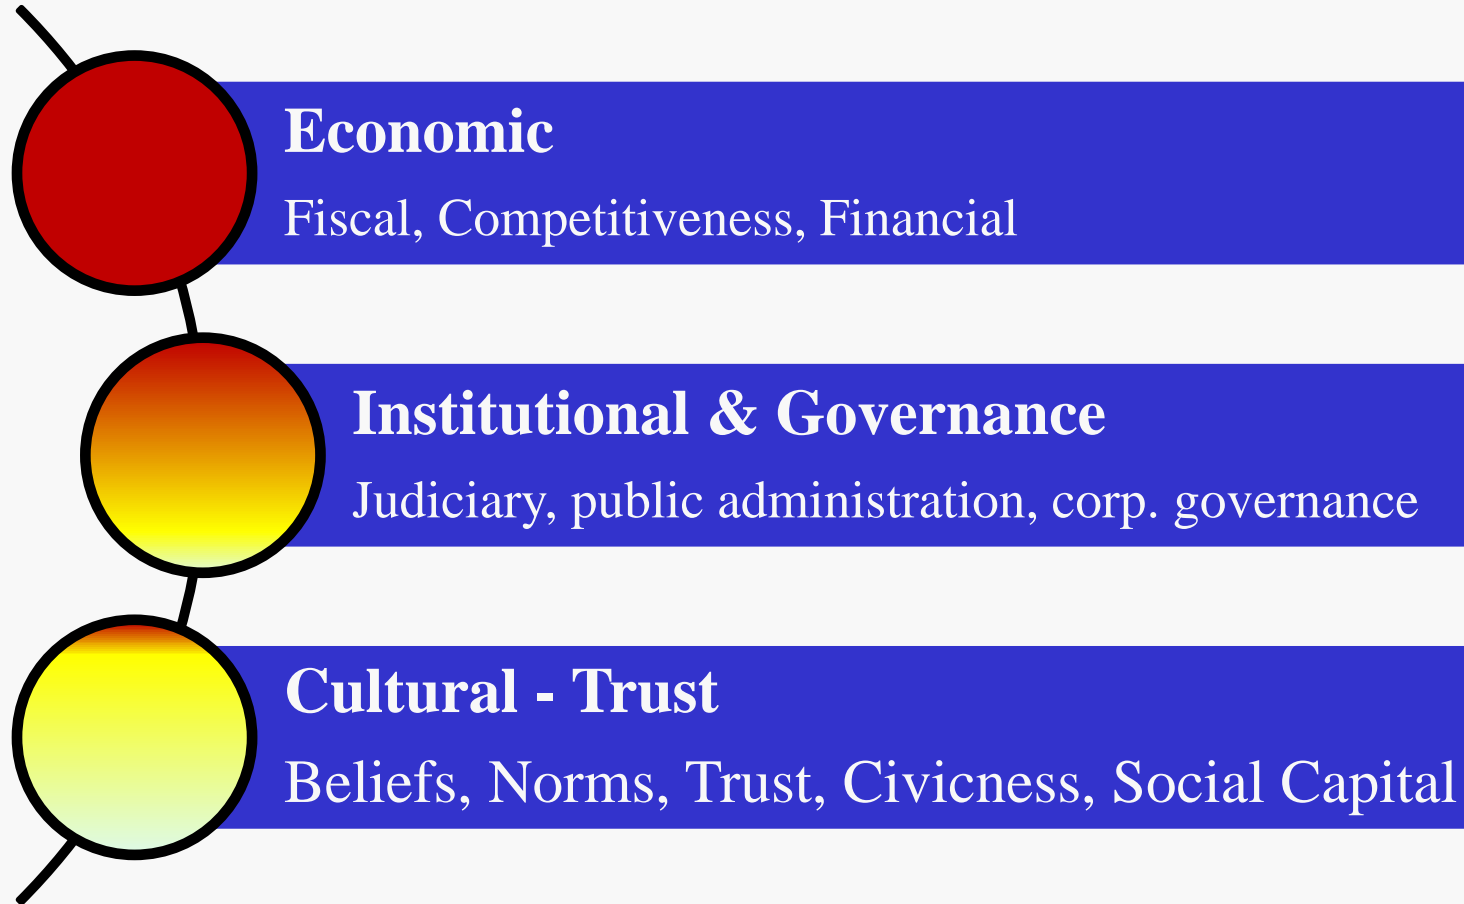 Economic
Fiscal, Competitiveness, Financial
Institutional & Governance
Judiciary, public administration, corp. governance
Cultural - Trust
Beliefs, Norms, Trust, Civicness, Social Capital